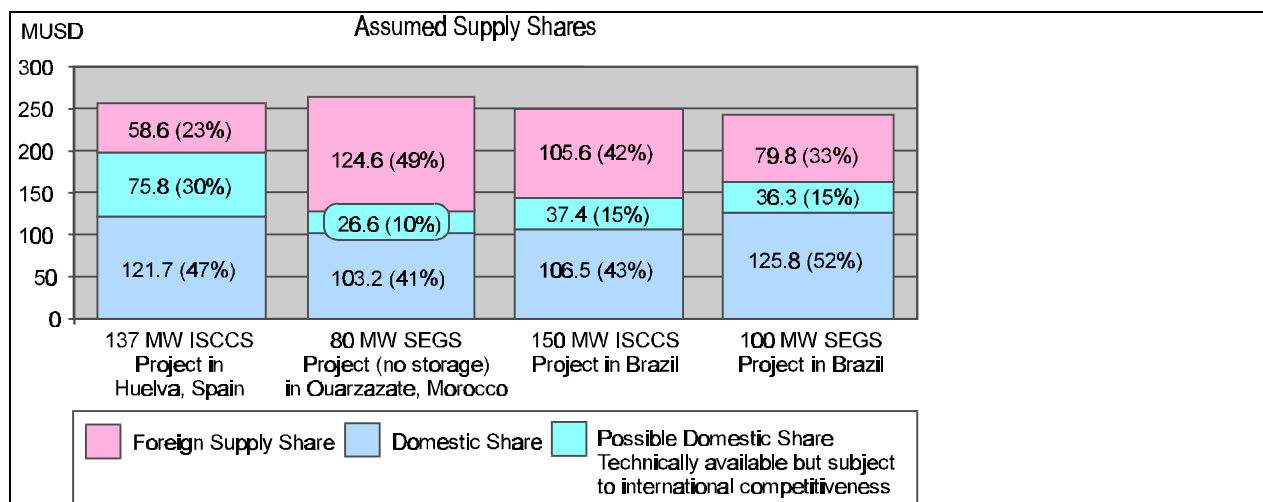 Assumed Supply Shares
MUSD
300
250
200
150
100
50
0
58.6 (23%)
75.8 (30%)
121.7 (47%)
124.6 (49%)
26.6 (10%)
103.2 (41%)
105.6 (42%)
37.4 (15%)
106.5 (43%)
79.8 (33%)
36.3 (15%)
125.8 (52%)
137 MW ISCCS
Project in
Huelva, Spain
80 MW SEGS
Project (no storage)
in Ouarzazate, Morocco
150 MW ISCCS
Project in Brazil
100 MW SEGS
Project in Brazil
Foreign Supply Share
Domestic Share
Possible Domestic Share
Technically available but subject
to international competitiveness